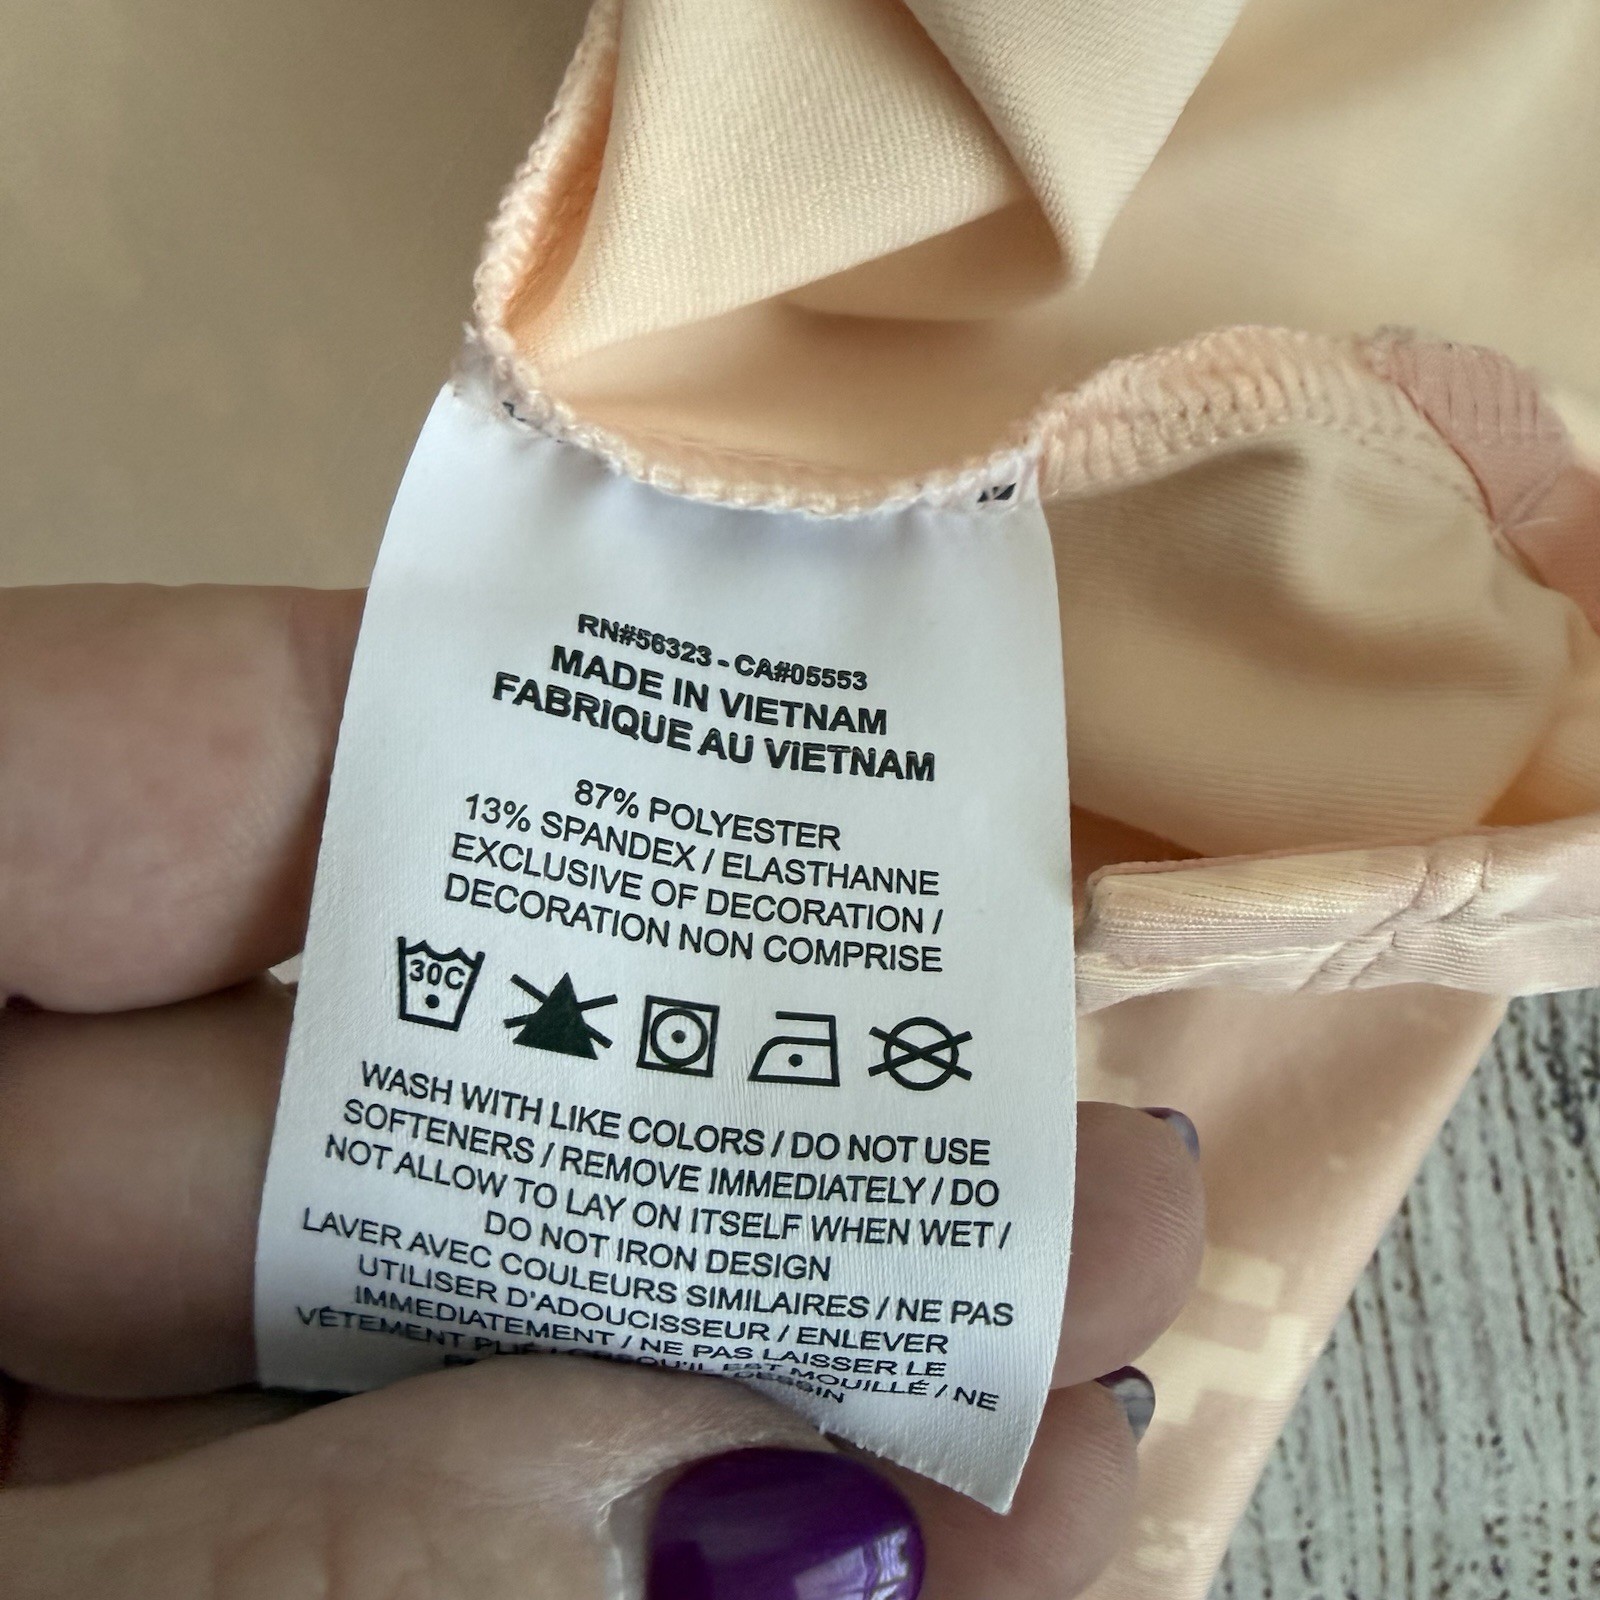 RN#56323 - CA#05553
MADE IN VIETNAM
FABRIQUE AU VIETNAM
87% POLYESTER
13% SPANDEX / ELASTHANNE
EXCLUSIVE OF DECORATION /
DECORATION NON COMPRISE
30C
WASH WITH LIKE COLORS / DO NOT USE
SOFTENERS / REMOVE IMMEDIATELY / DO
NOT ALLOW TO LAY ON ITSELF WHEN WET /
DO NOT IRON DESIGN
LAVER AVEC COULEURS SIMILAIRES / NE PAS
UTILISER D'ADOUCISSEUR / ENLEVER
IMMEDIATEMENT / NE PAS LAISSER LE
VÊTEMENT PLIÉ LORSQU'IL EST MOUILLÉ / NE
DESSIN